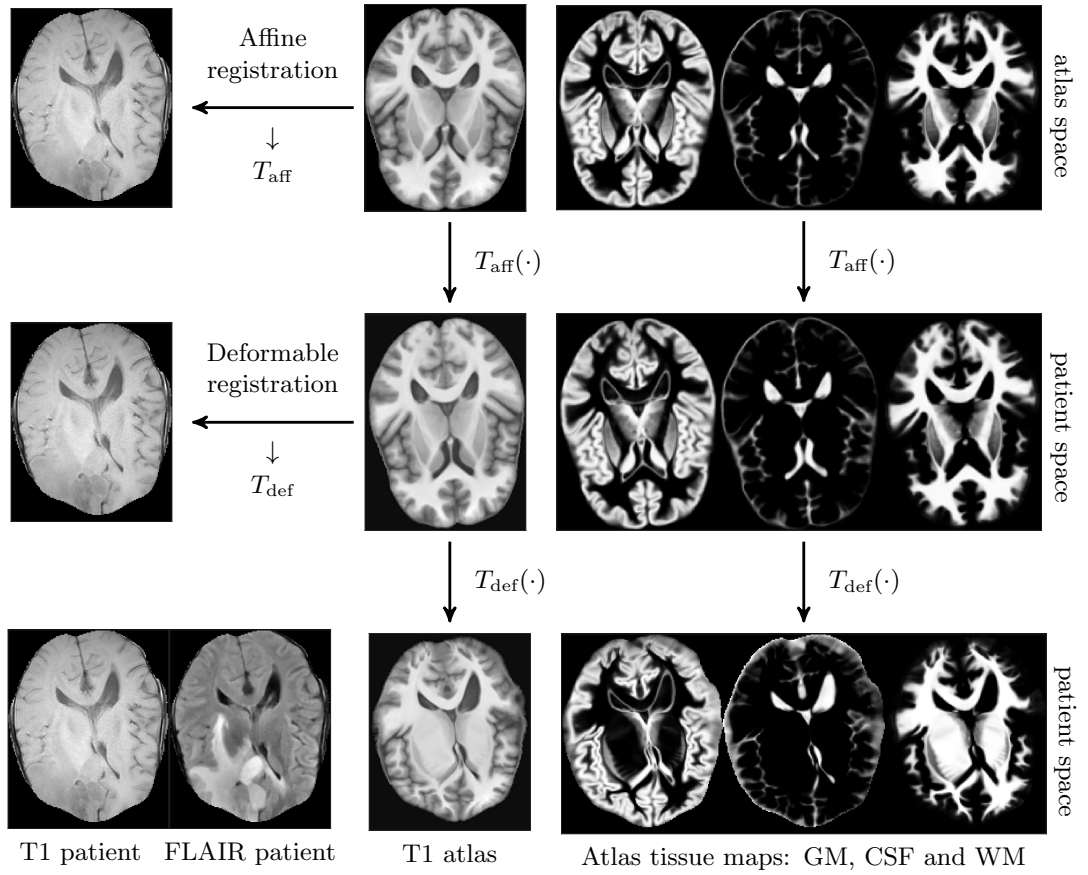 Affine
registration
↓
T_aff
atlas space
T_aff(·)
T_aff(·)
Deformable
registration
↓
T_def
patient space
T_def(·)
T_def(·)
patient space
T1 patient
FLAIR patient
T1 atlas
Atlas tissue maps: GM, CSF and WM